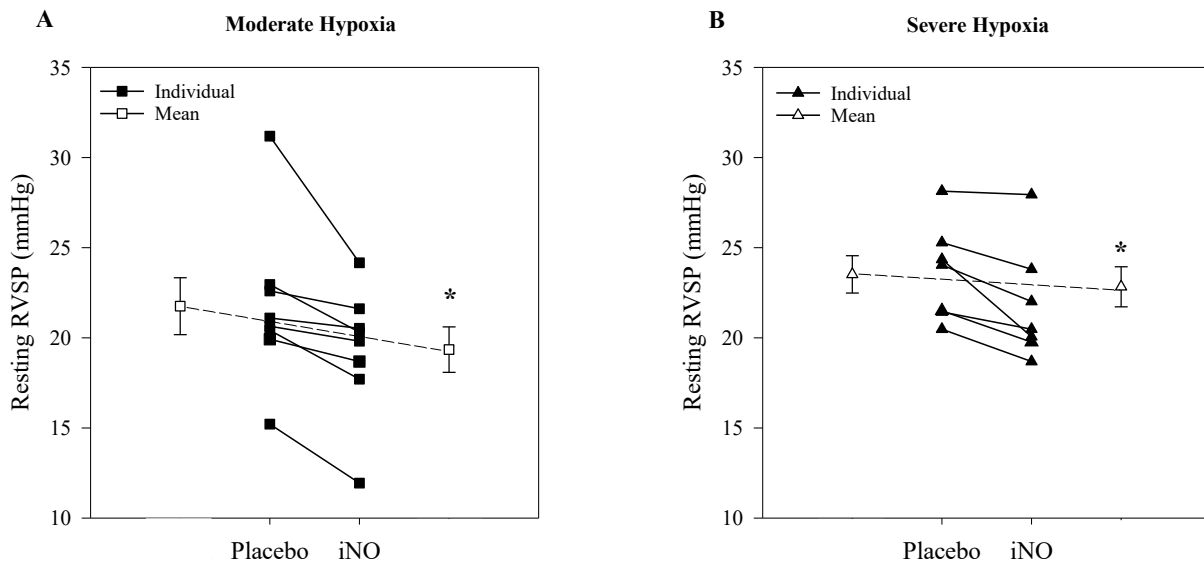 A
Moderate Hypoxia
35
30
25
20
15
10
Resting RVSP (mmHg)
Individual
Mean
*
Placebo iNO
B
Severe Hypoxia
35
30
25
20
15
10
Resting RVSP (mmHg)
Individual
Mean
*
Placebo iNO